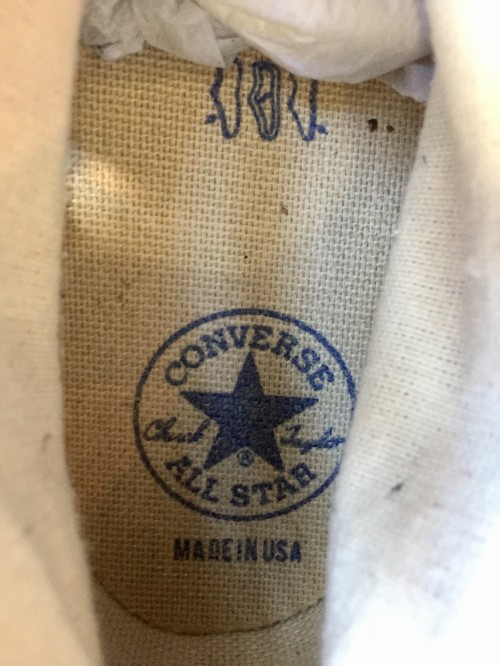 CONVERSE
Chuck Taylor
®
ALL STAR
MADE IN USA